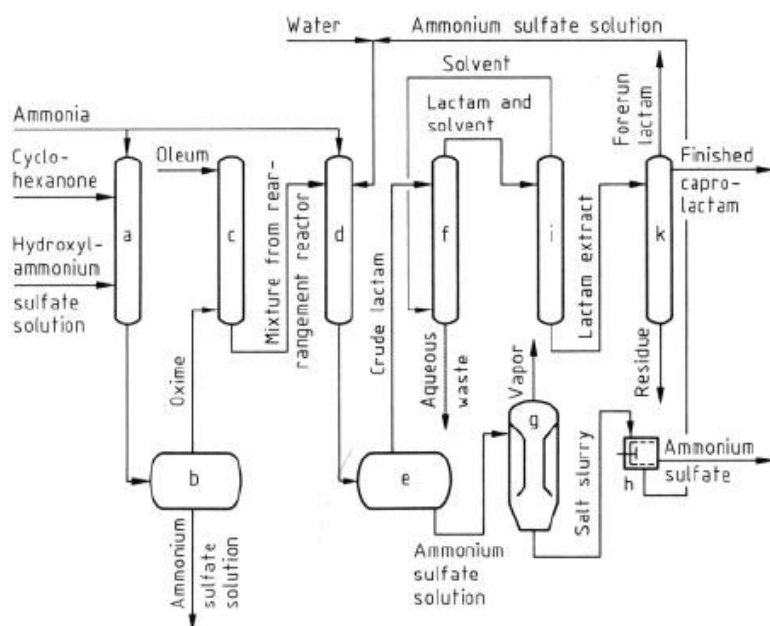 Water
Ammonium sulfate solution
Solvent
Ammonia
Lactam and
solvent
Forerun
lactam
Cyclo-
hexanone
Oleum
Finished
capro-
lactam
a
c
d
f
i
k
Hydroxyl-
ammonium
sulfate
solution
Mixture from rear-
rangement reactor
Crude lactam
Lactam extract
Oxime
Aqueous
waste
Vapor
Residue
g
Salt slurry
b
e
h
Ammonium
sulfate
Ammonium
sulfate
solution
Ammonium
sulfate
solution